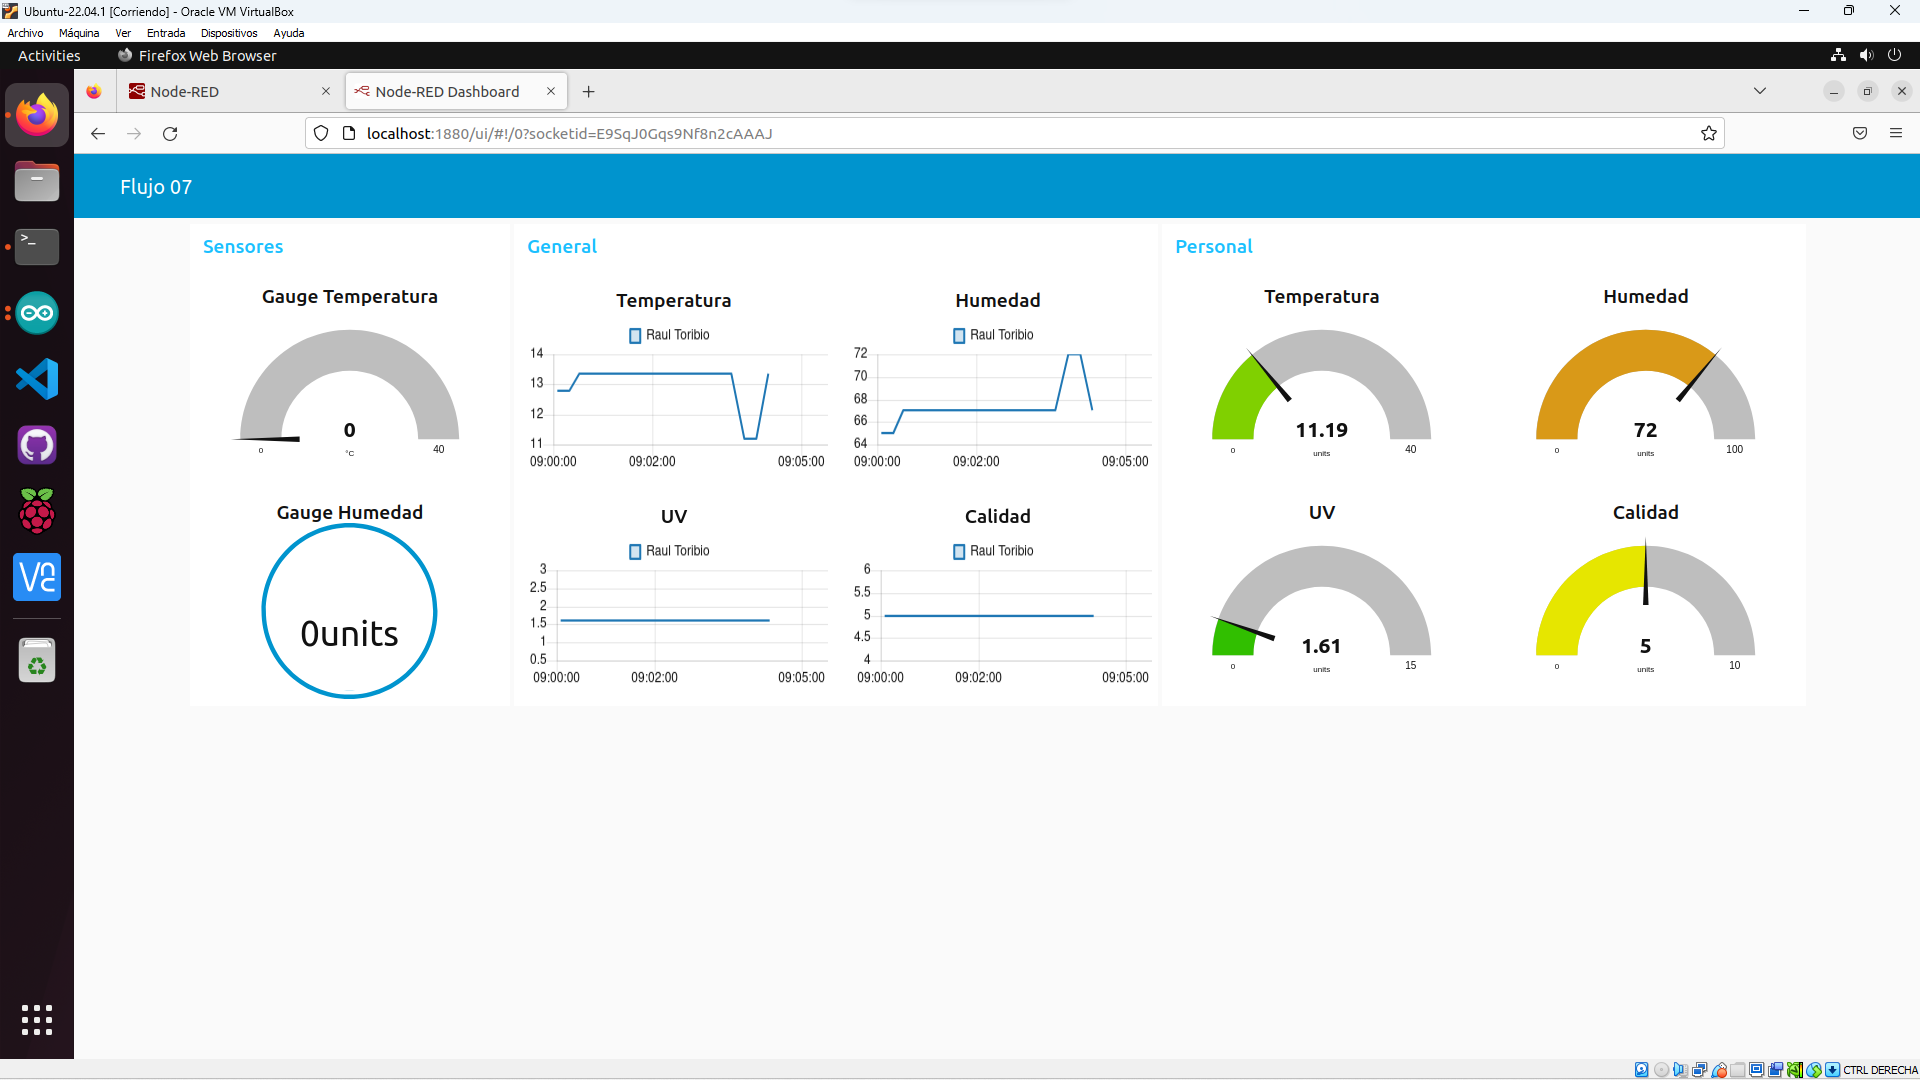 Ubuntu-22.04.1 [Corriendo] - Oracle VM VirtualBox
Archivo Máquina Ver Entrada Dispositivos Ayuda
Activities Firefox Web Browser
Node-RED Node-RED Dashboard
localhost:1880/ui/#!/0?socketid=E9SqJ0Gqs9Nf8n2cAAAJ
Flujo 07
Sensores
Gauge Temperatura
0
°C
0 40
Gauge Humedad
0units
General
Temperatura
Raul Toribio
14
13
12
11
09:00:00 09:02:00 09:05:00
Humedad
Raul Toribio
72
70
68
66
64
09:00:00 09:02:00 09:05:00
UV
Raul Toribio
3
2.5
2
1.5
1
0.5
09:00:00 09:02:00 09:05:00
Calidad
Raul Toribio
6
5.5
5
4.5
4
09:00:00 09:02:00 09:05:00
Personal
Temperatura
11.19
units
0 40
Humedad
72
units
0 100
UV
1.61
units
0 15
Calidad
5
units
0 10
CTRL DERECHA